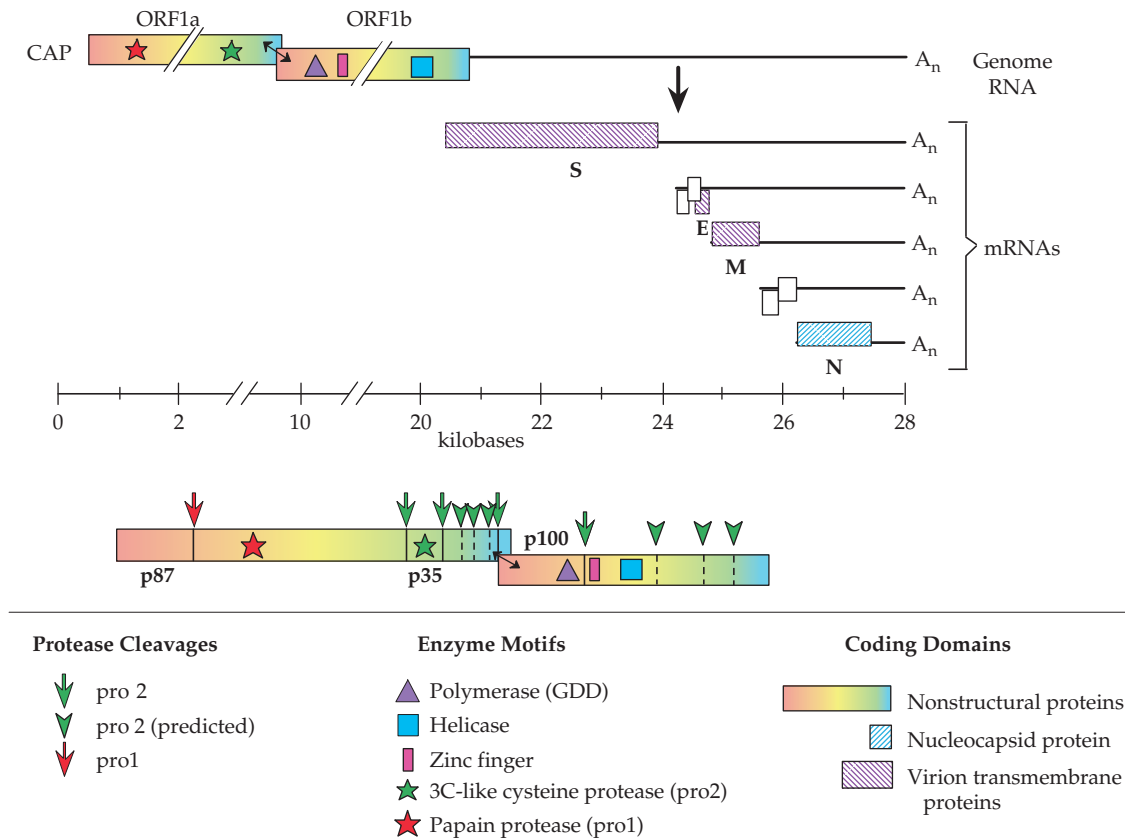 ORF1a
ORF1b
CAP
An
Genome
RNA
An
S
An
E
An
M
mRNAs
An
An
N
0
2
10
20
22
24
26
28
kilobases
p100
p87
p35
Protease Cleavages
pro 2
pro 2 (predicted)
pro1
Enzyme Motifs
Polymerase (GDD)
Helicase
Zinc finger
3C-like cysteine protease (pro2)
Papain protease (pro1)
Coding Domains
Nonstructural proteins
Nucleocapsid protein
Virion transmembrane
proteins